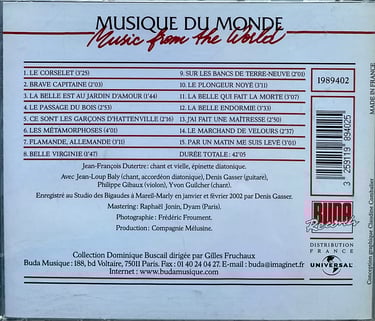 MUSIQUE DU MONDE
Music from the World
1. LE CORSELET (3'25)
2. BRAVE CAPITAINE (2'03)
3. LA BELLE EST AU JARDIN D'AMOUR (1'44)
4. LE PASSAGE DU BOIS (2'53)
5. CE SONT LES GARÇONS D'HATTENVILLE (2'16)
6. LES MÉTAMORPHOSES (4'01)
7. FLAMANDE, ALLEMANDE (3'11)
8. BELLE VIRGINIE (1'47)
9. SUR LES BANCS DE TERRE-NEUVE (2'01)
10. LE PLONGEUR NOYÉ (3'11)
11. LA BELLE QUI FAIT LA MORTE (3'07)
12. LA BELLE ENDORMIE (3'33)
13. J'AI FAIT UNE MAÎTRESSE (2'50)
14. LE MARCHAND DE VELOURS (2'37)
15. PAR UN MATIN ME SUIS LEVÉ (3'01)
DURÉE TOTALE : 42'05
Jean-François Dutertre : chant et vielle, épinette diatonique.
Avec Jean-Loup Baly (chant, accordéon diatonique), Denis Gasser (guitare),
Philippe Gibaux (violon), Yvon Guilcher (chant).
Enregistré au Studio des Bigaudes à Mareil-Marly en janvier et février 2002 par Denis Gasser.
Mastering : Raphaël Jonin, Dyam (Paris).
Photographie : Frédéric Froument.
Production : Compagnie Mélusine.
Collection Dominique Buscail dirigée par Gilles Fruchaux
Buda Musique : 188, bd Voltaire, 75011 Paris. Fax : 01 40 24 04 27. E-mail : buda@imaginet.fr
Internet : www.budamusique.com
1989402
3 259119 894025
BUDA
Records
DISTRIBUTION
FRANCE
UNIVERSAL
MADE IN FRANCE
Conception graphique Claudine Combalier